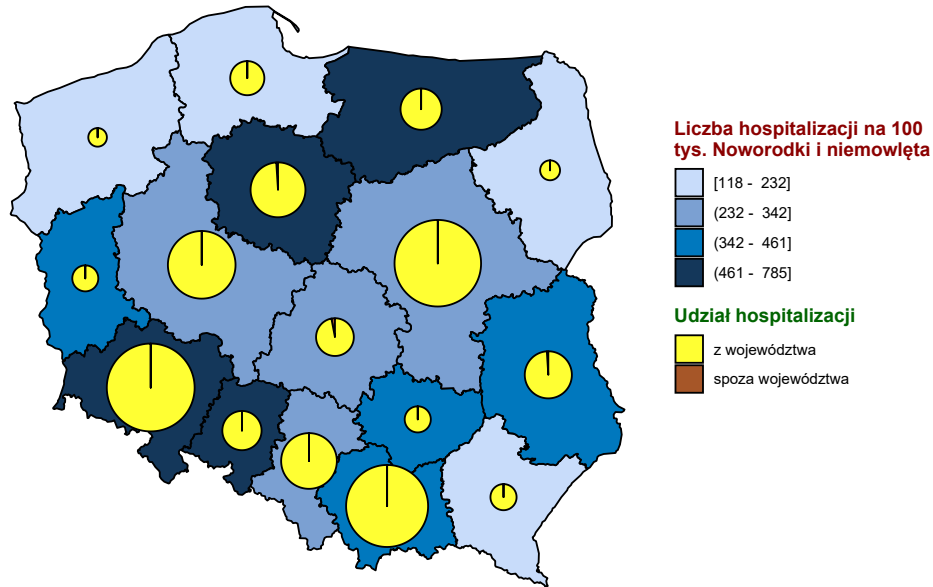 Liczba hospitalizacji na 100
tys. Noworodki i niemowlęta
[118 - 232]
(232 - 342]
(342 - 461]
(461 - 785]
Udział hospitalizacji
z województwa
spoza województwa